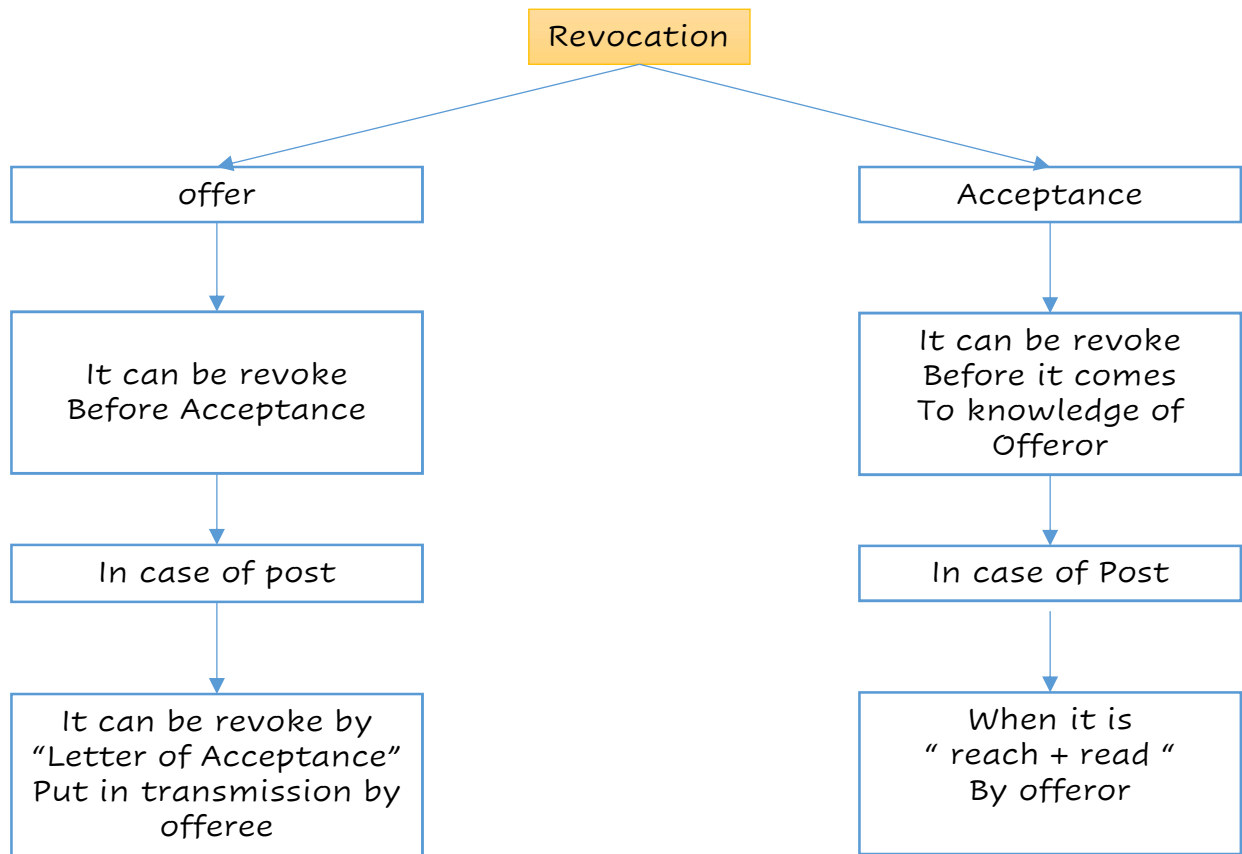 Revocation
offer
Acceptance
It can be revoke
Before Acceptance
It can be revoke
Before it comes
To knowledge of
Offeror
In case of post
In case of Post
It can be revoke by
“Letter of Acceptance”
Put in transmission by
offeree
When it is
“ reach + read “
By offeror